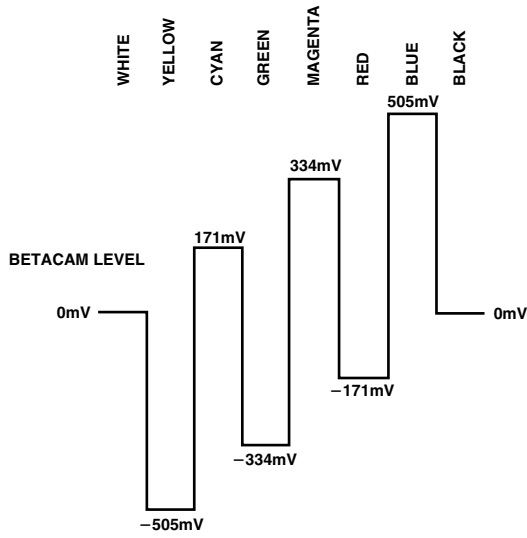 WHITE
YELLOW
CYAN
GREEN
MAGENTA
RED
BLUE
BLACK
505mV
334mV
171mV
BETACAM LEVEL
0mV
0mV
−171mV
−334mV
−505mV